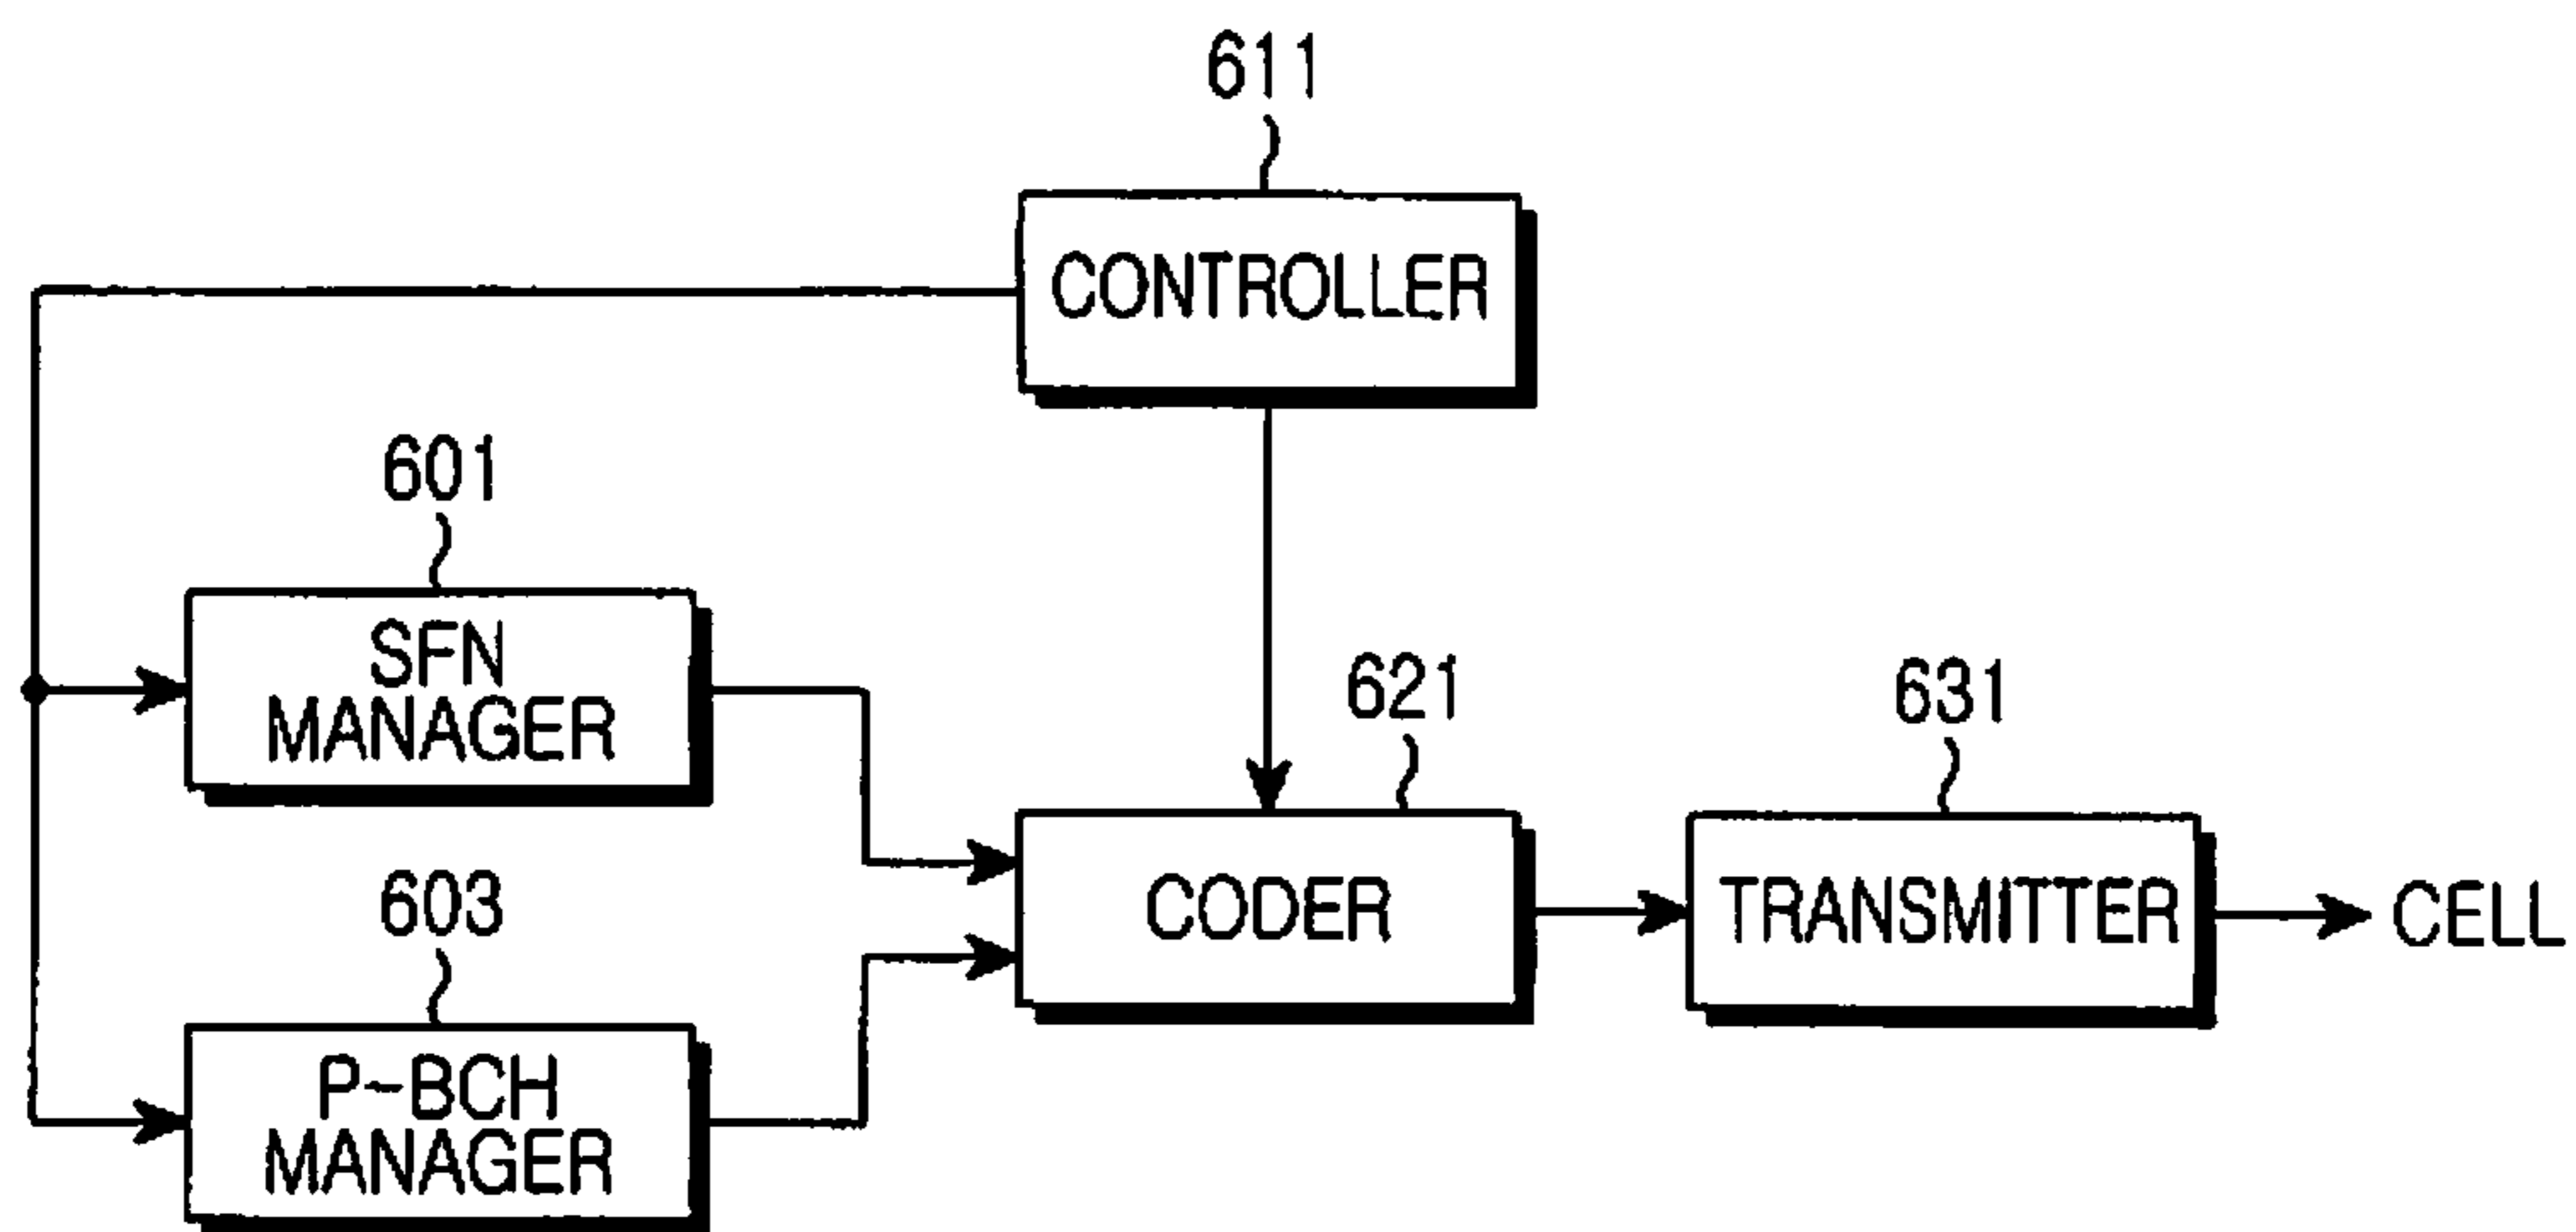 611
CONTROLLER
601
SFN
MANAGER
621
631
603
CODER
TRANSMITTER
CELL
P~BCH
MANAGER